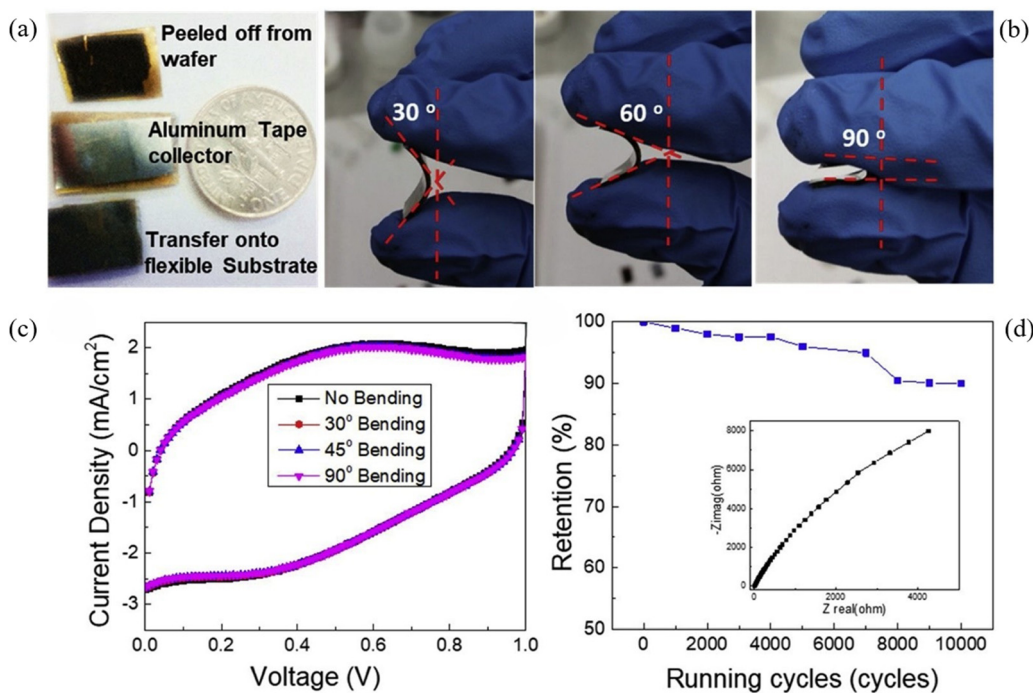 (a)
Peeled off from
wafer
Aluminum Tape
collector
Transfer onto
flexible Substrate
30 º
60 º
90 º
(b)
(c)
Current Density (mA/cm²)
2
1
0
-1
-2
-3
No Bending
30º Bending
45º Bending
90º Bending
0.0 0.2 0.4 0.6 0.8 1.0
Voltage (V)
(d)
Retention (%)
100
90
80
70
60
50
-Zimag(ohm)
8000
6000
4000
2000
0
0 2000 4000
Z real(ohm)
0 2000 4000 6000 8000 10000
Running cycles (cycles)